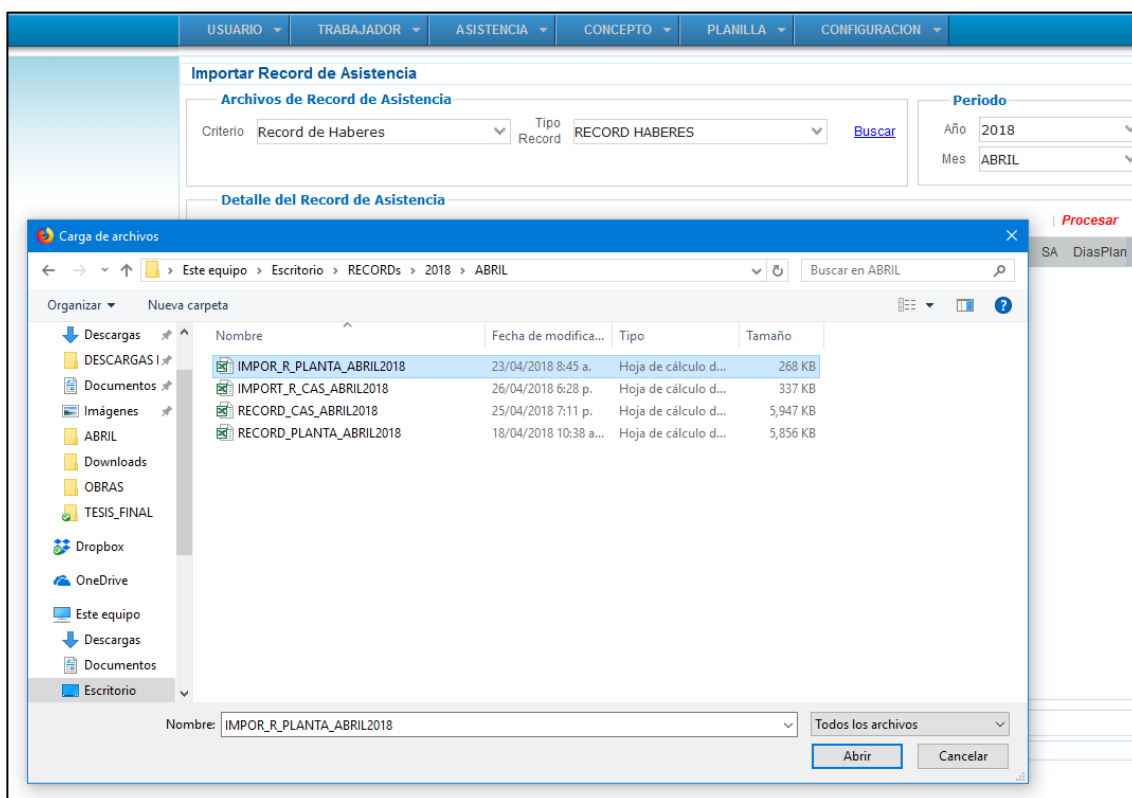 USUARIO TRABAJADOR ASISTENCIA CONCEPTO PLANILLA CONFIGURACION
Importar Record de Asistencia
Archivos de Record de Asistencia
Criterio Record de Haberes Tipo Record RECORD HABERES Buscar
Periodo
Año 2018
Mes ABRIL
Detalle del Record de Asistencia
| Procesar
SA DiasPlan
Carga de archivos
Este equipo > Escritorio > RECORDs > 2018 > ABRIL Buscar en ABRIL
Organizar Nueva carpeta
Descargas
DESCARGAS I
Documentos
Imágenes
ABRIL
Downloads
OBRAS
TESIS_FINAL
Dropbox
OneDrive
Este equipo
Descargas
Documentos
Escritorio
Nombre Fecha de modifica... Tipo Tamaño
IMPOR_R_PLANTA_ABRIL2018 23/04/2018 8:45 a. Hoja de cálculo d... 268 KB
IMPORT_R_CAS_ABRIL2018 26/04/2018 6:28 p. Hoja de cálculo d... 337 KB
RECORD_CAS_ABRIL2018 25/04/2018 7:11 p. Hoja de cálculo d... 5,947 KB
RECORD_PLANTA_ABRIL2018 18/04/2018 10:38 a... Hoja de cálculo d... 5,856 KB
Nombre: IMPOR_R_PLANTA_ABRIL2018 Todos los archivos
Abrir Cancelar